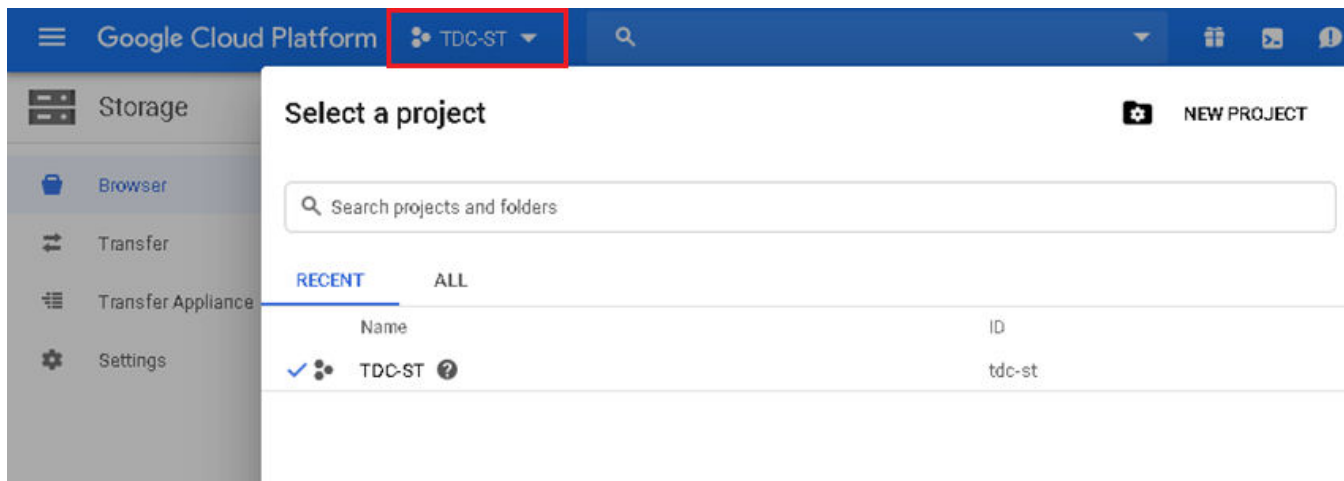 Google Cloud Platform TDC-ST
Storage
Select a project NEW PROJECT
Browser
Search projects and folders
Transfer
RECENT ALL
Transfer Appliance
Name ID
Settings
TDC-ST tdc-st